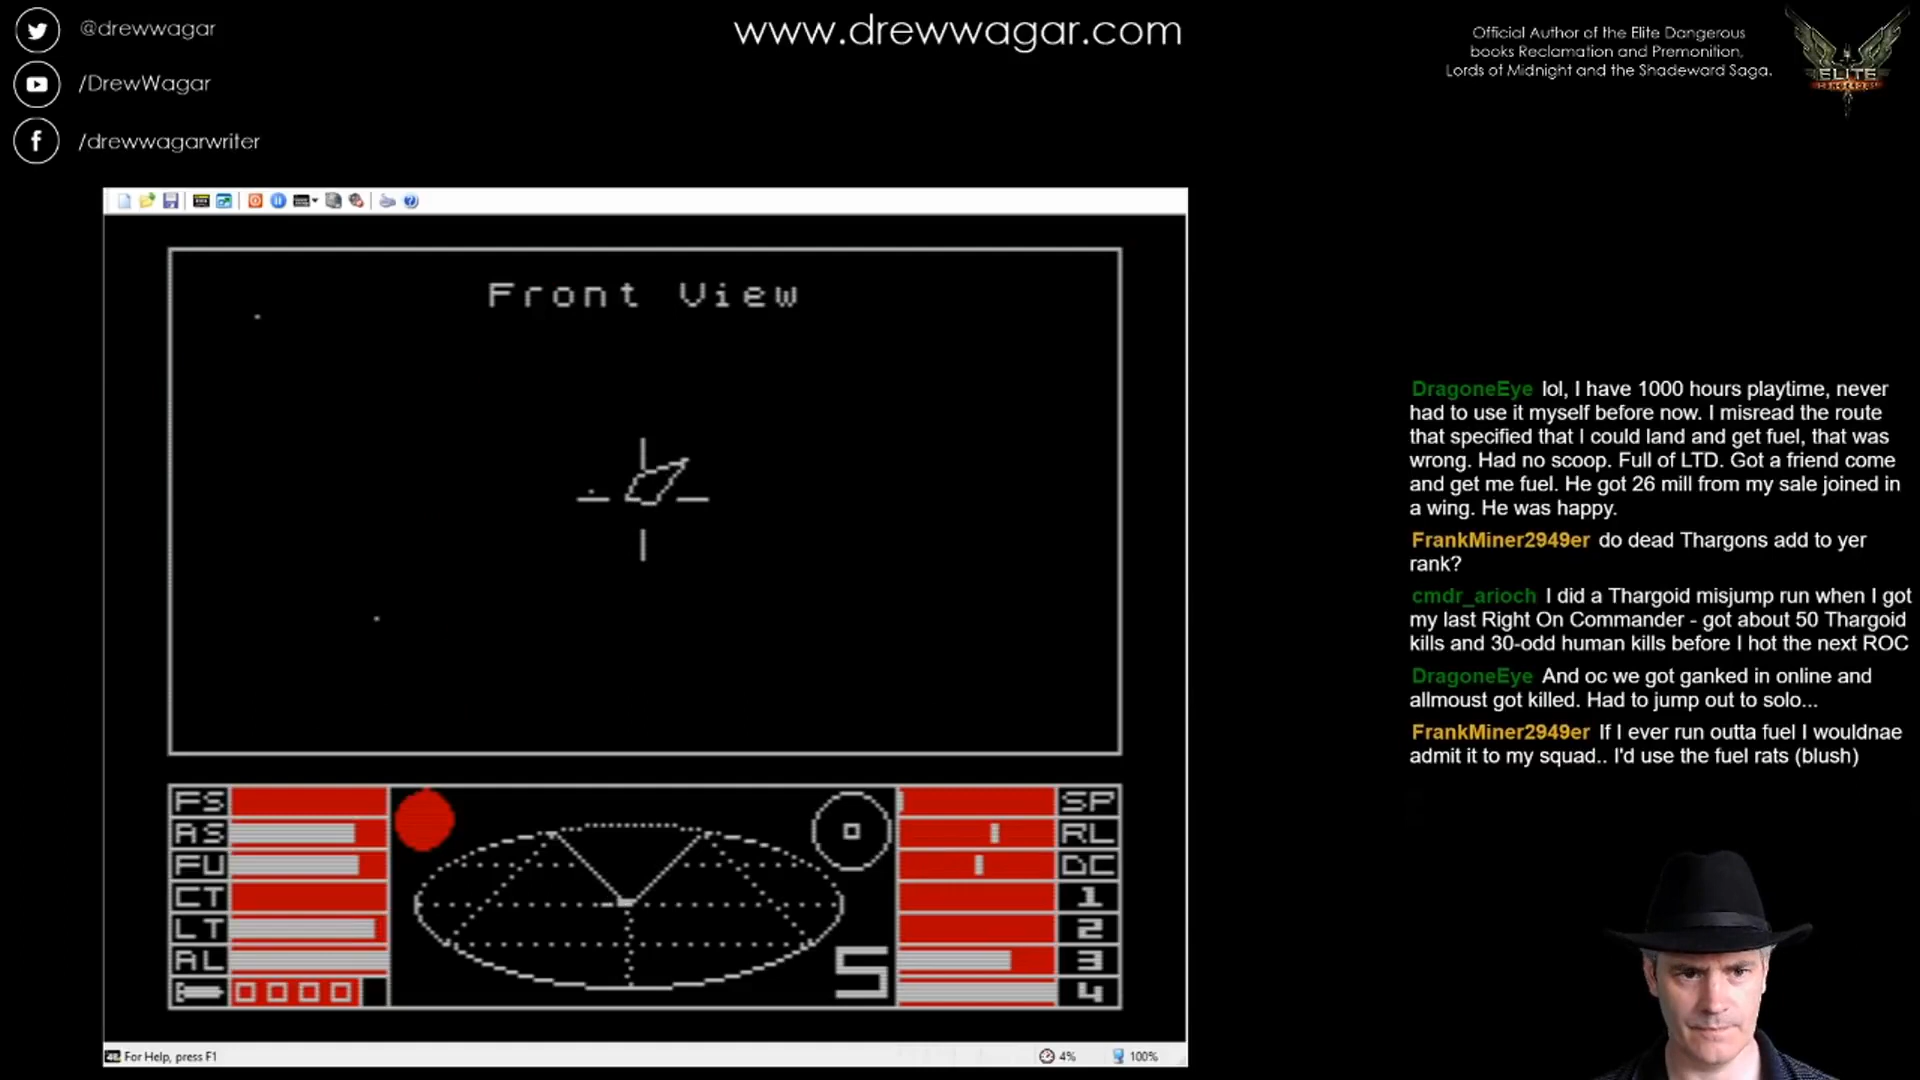 @drewwagar
/DrewWagar
/drewwagarwriter
www.drewwagar.com
Official Author of the Elite Dangerous
books Reclamation and Premonition,
Lords of Midnight and the Shadeward Saga.
ELITE
DANGEROUS
Front View
FS
AS
FU
CT
LT
AL
S
SP
RL
DC
1
2
3
4
For Help, press F1
4%
100%
DragoneEye lol, I have 1000 hours playtime, never
had to use it myself before now. I misread the route
that specified that I could land and get fuel, that was
wrong. Had no scoop. Full of LTD. Got a friend come
and get me fuel. He got 26 mill from my sale joined in
a wing. He was happy.
FrankMiner2949er do dead Thargons add to yer
rank?
cmdr_arioch I did a Thargoid misjump run when I got
my last Right On Commander - got about 50 Thargoid
kills and 30-odd human kills before I hot the next ROC
DragoneEye And oc we got ganked in online and
allmoust got killed. Had to jump out to solo...
FrankMiner2949er If I ever run outta fuel I wouldnae
admit it to my squad.. I'd use the fuel rats (blush)